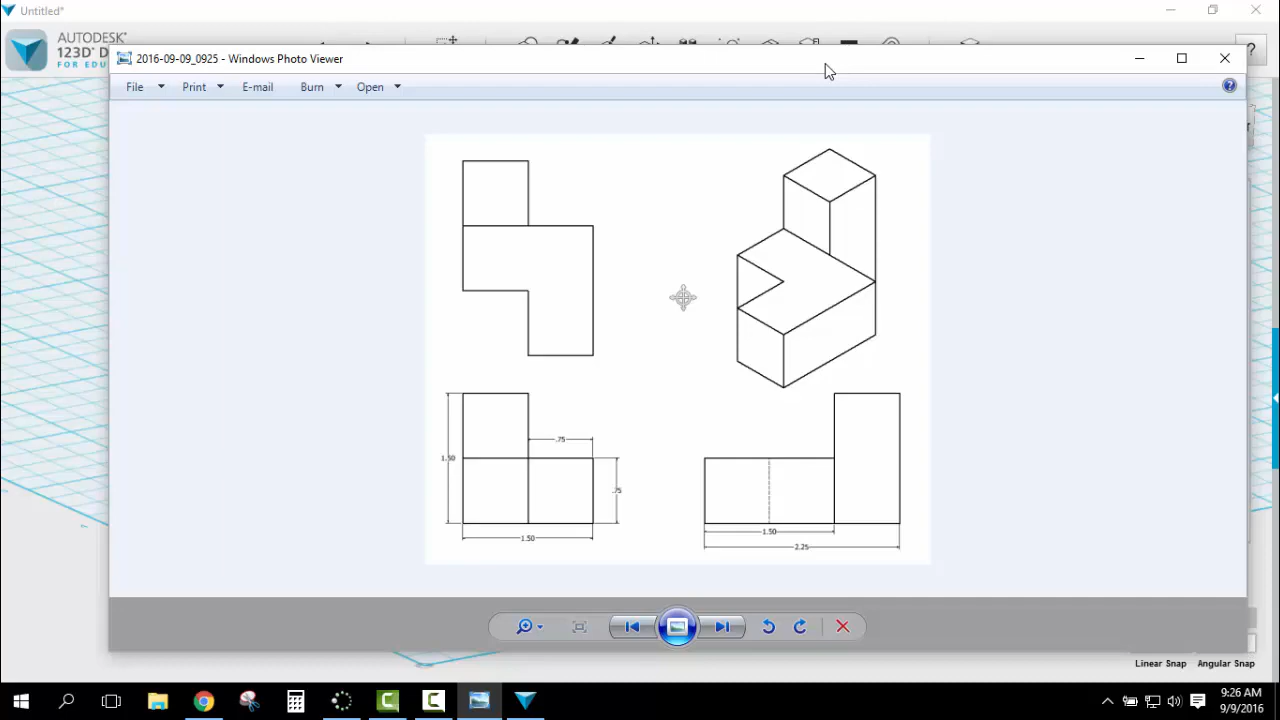 Untitled*
AUTODESK®
123D® D
FOR EDU
?
2016-09-09_0925 - Windows Photo Viewer
File Print E-mail Burn Open
?
.75
1.50
.75
1.50
1.50
2.25
Linear Snap Angular Snap
9:26 AM
9/9/2016